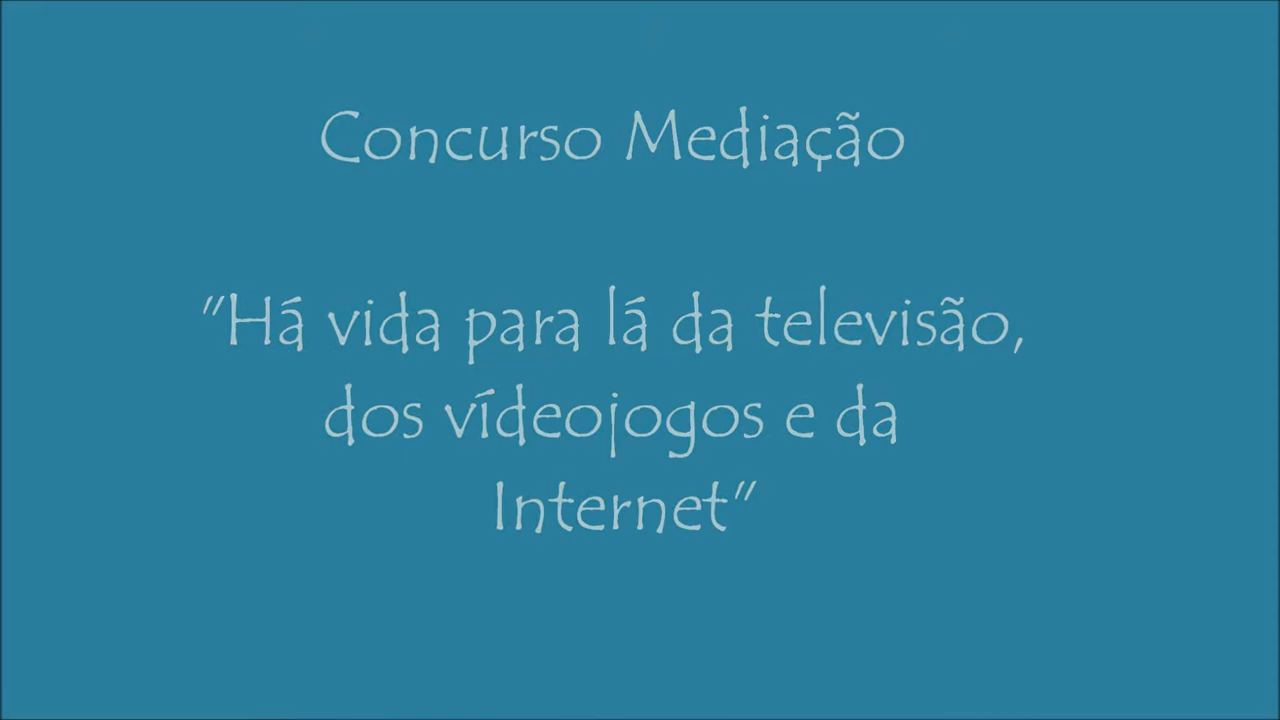 Concurso Mediação
"Há vida para lá da televisão,
dos vídeojogos e da
Internet"